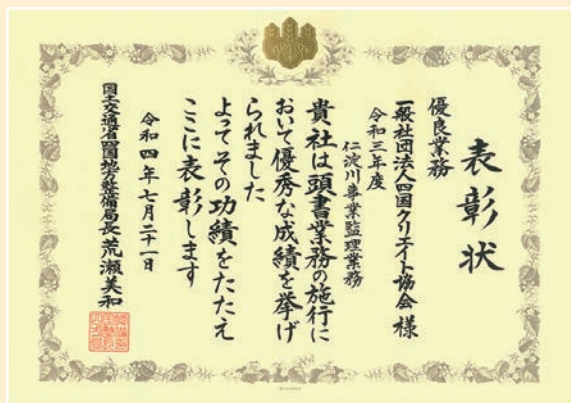 表彰状
優良業務
一般社団法人四国クリエイト協会 様
令和三年度
仁淀川事業監理業務
貴社は頭書業務の施行に
おいて優秀な成績を挙げ
られました
よってその功績をたたえ
ここに表彰します
令和四年七月二十一日
国土交通省四国地方整備局長 荒瀬美和